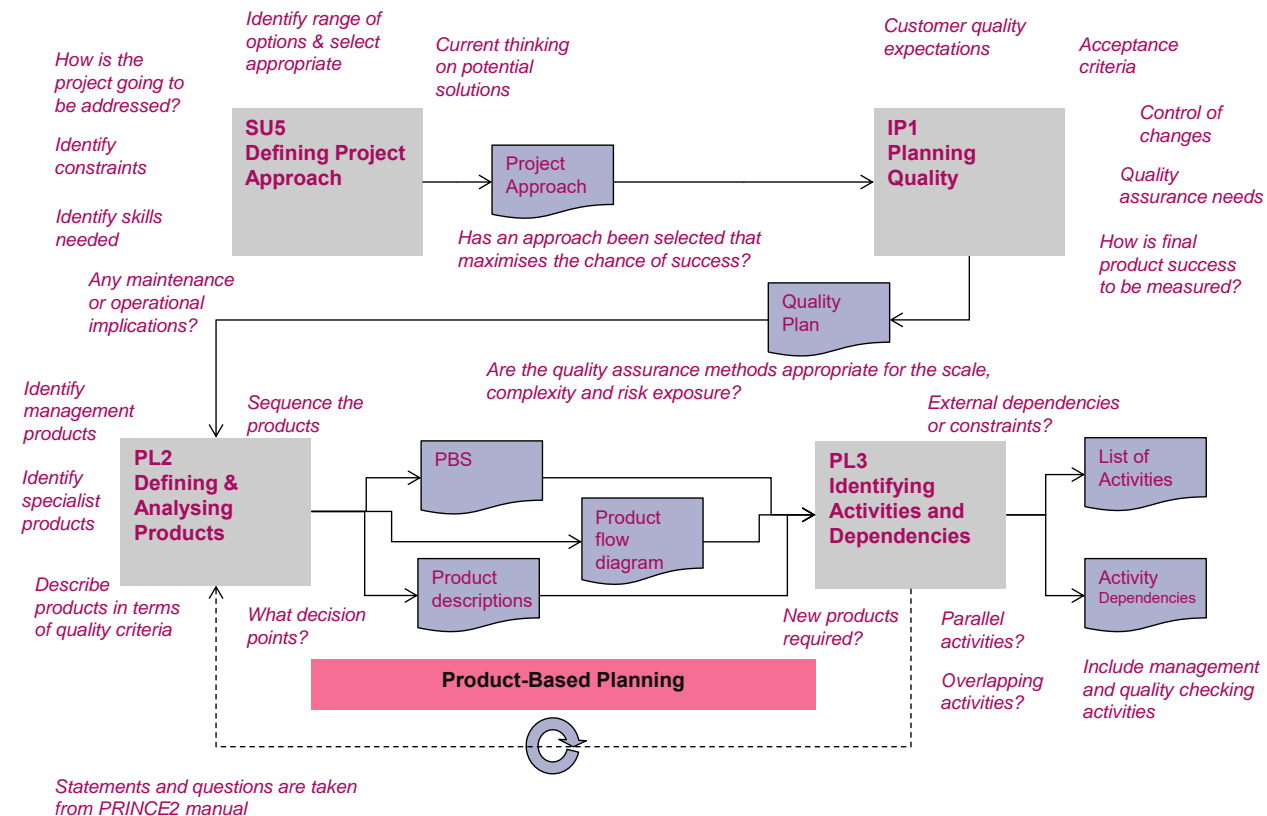 Identify range of
options & select
appropriate
Current thinking
on potential
solutions
Customer quality
expectations
Acceptance
criteria
How is the
project going to
be addressed?
Identify
constraints
Identify skills
needed
SU5
Defining Project
Approach
Project
Approach
IP1
Planning
Quality
Control of
changes
Quality
assurance needs
How is final
product success
to be measured?
Has an approach been selected that
maximises the chance of success?
Any maintenance
or operational
implications?
Quality
Plan
Are the quality assurance methods appropriate for the scale,
complexity and risk exposure?
Identify
management
products
Sequence the
products
External dependencies
or constraints?
Identify
specialist
products
PL2
Defining &
Analysing
Products
PBS
Product
flow
diagram
Product
descriptions
PL3
Identifying
Activities and
Dependencies
List of
Activities
Activity
Dependencies
Describe
products in terms
of quality criteria
What decision
points?
New products
required?
Parallel
activities?
Overlapping
activities?
Include management
and quality checking
activities
Product-Based Planning
Statements and questions are taken
from PRINCE2 manual